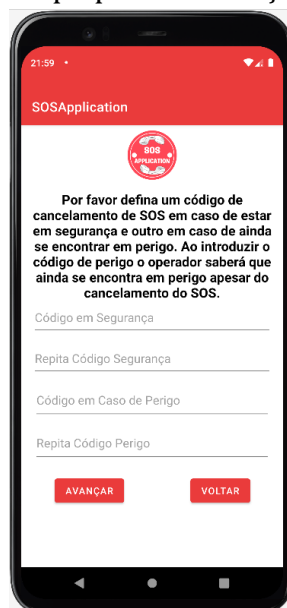 21:59
SOSApplication
SOS
APPLICATION
Por favor defina um código de
cancelamento de SOS em caso de estar
em segurança e outro em caso de ainda
se encontrar em perigo. Ao introduzir o
código de perigo o operador saberá que
ainda se encontra em perigo apesar do
cancelamento do SOS.
Código em Segurança
Repita Código Segurança
Código em Caso de Perigo
Repita Código Perigo
AVANÇAR VOLTAR